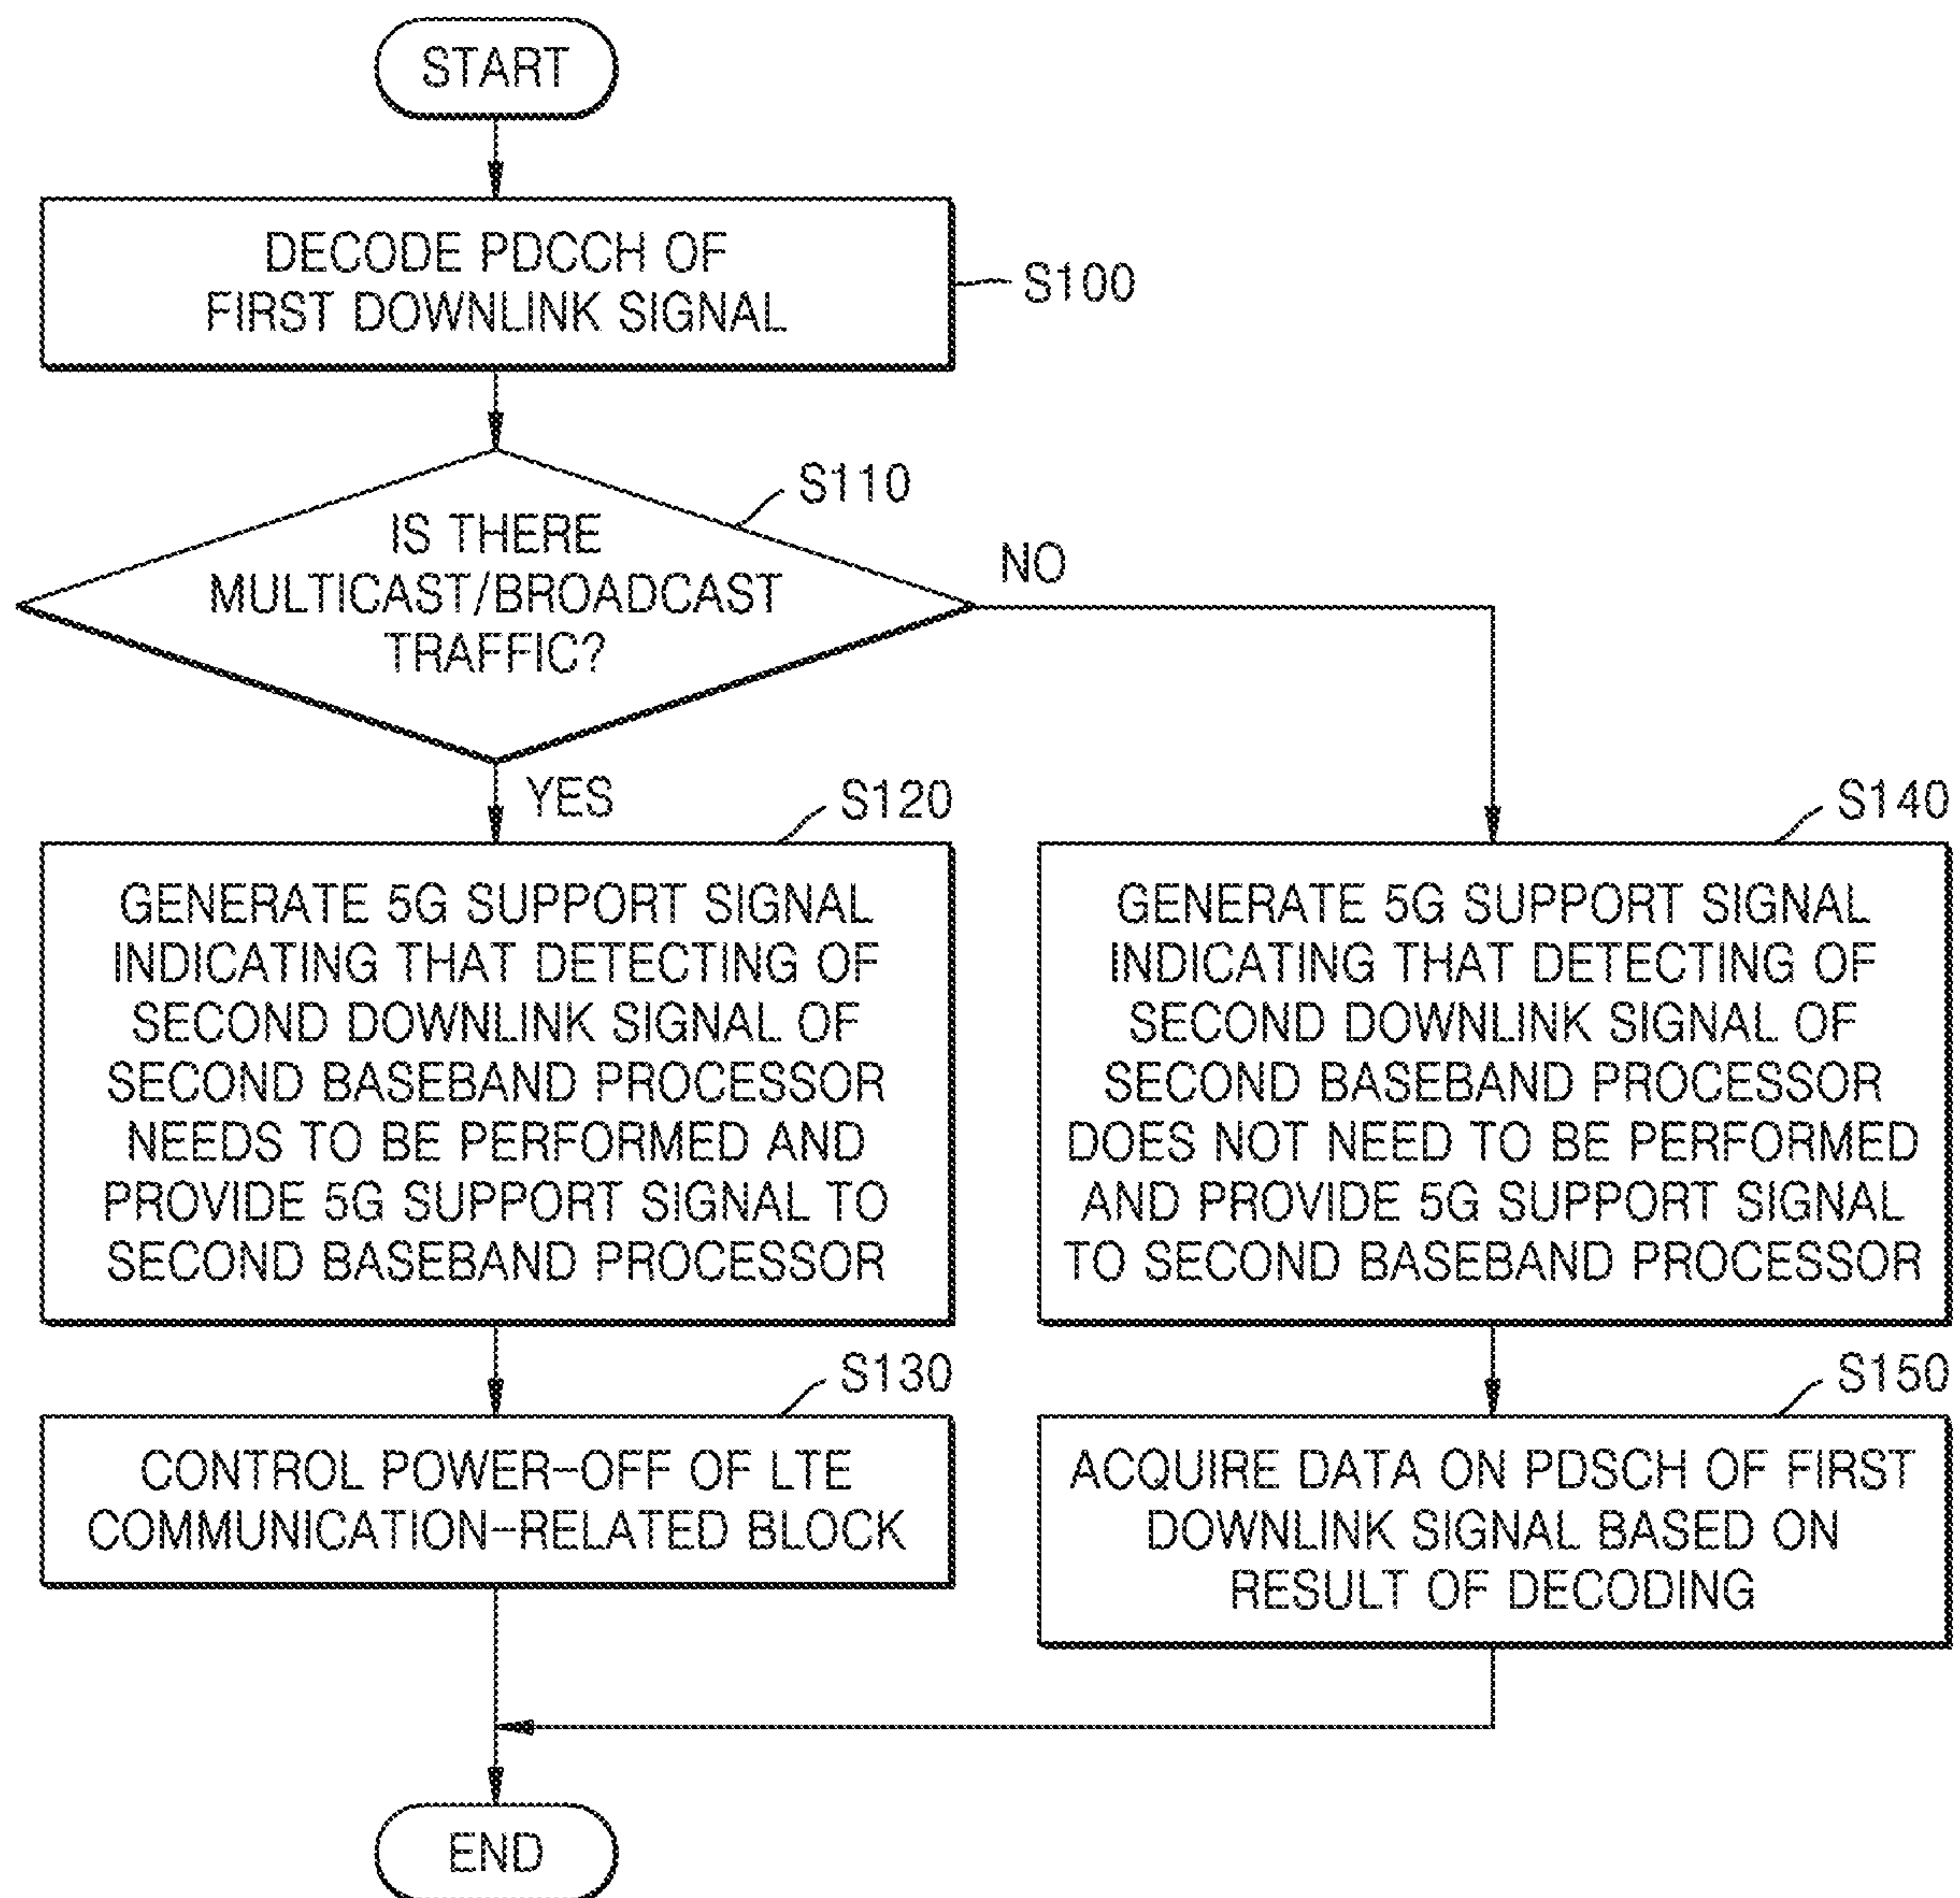 START
DECODE PDCCH OF
FIRST DOWNLINK SIGNAL
S100
S110
IS THERE
MULTICAST/BROADCAST
TRAFFIC?
NO
YES
S120
GENERATE 5G SUPPORT SIGNAL
INDICATING THAT DETECTING OF
SECOND DOWNLINK SIGNAL OF
SECOND BASEBAND PROCESSOR
NEEDS TO BE PERFORMED AND
PROVIDE 5G SUPPORT SIGNAL TO
SECOND BASEBAND PROCESSOR
S140
GENERATE 5G SUPPORT SIGNAL
INDICATING THAT DETECTING OF
SECOND DOWNLINK SIGNAL OF
SECOND BASEBAND PROCESSOR
DOES NOT NEED TO BE PERFORMED
AND PROVIDE 5G SUPPORT SIGNAL
TO SECOND BASEBAND PROCESSOR
S130
CONTROL POWER-OFF OF LTE
COMMUNICATION-RELATED BLOCK
S150
ACQUIRE DATA ON PDSCH OF FIRST
DOWNLINK SIGNAL BASED ON
RESULT OF DECODING
END